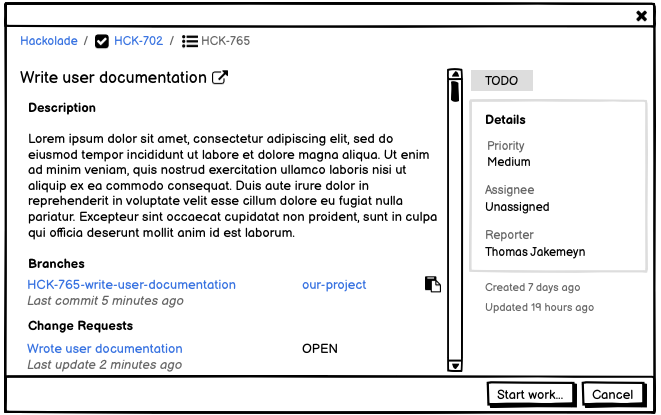 Hackolade / HCK-702 / HCK-765
Write user documentation
TODO
Description
Lorem ipsum dolor sit amet, consectetur adipiscing elit, sed do
eiusmod tempor incididunt ut labore et dolore magna aliqua. Ut enim
ad minim veniam, quis nostrud exercitation ullamco laboris nisi ut
aliquip ex ea commodo consequat. Duis aute irure dolor in
reprehenderit in voluptate velit esse cillum dolore eu fugiat nulla
pariatur. Excepteur sint occaecat cupidatat non proident, sunt in culpa
qui officia deserunt mollit anim id est laborum.
Branches
HCK-765-write-user-documentation our-project
Last commit 5 minutes ago
Change Requests
Wrote user documentation OPEN
Last update 2 minutes ago
Details
Priority
Medium
Assignee
Unassigned
Reporter
Thomas Jakemeyn
Created 7 days ago
Updated 19 hours ago
Start work... Cancel